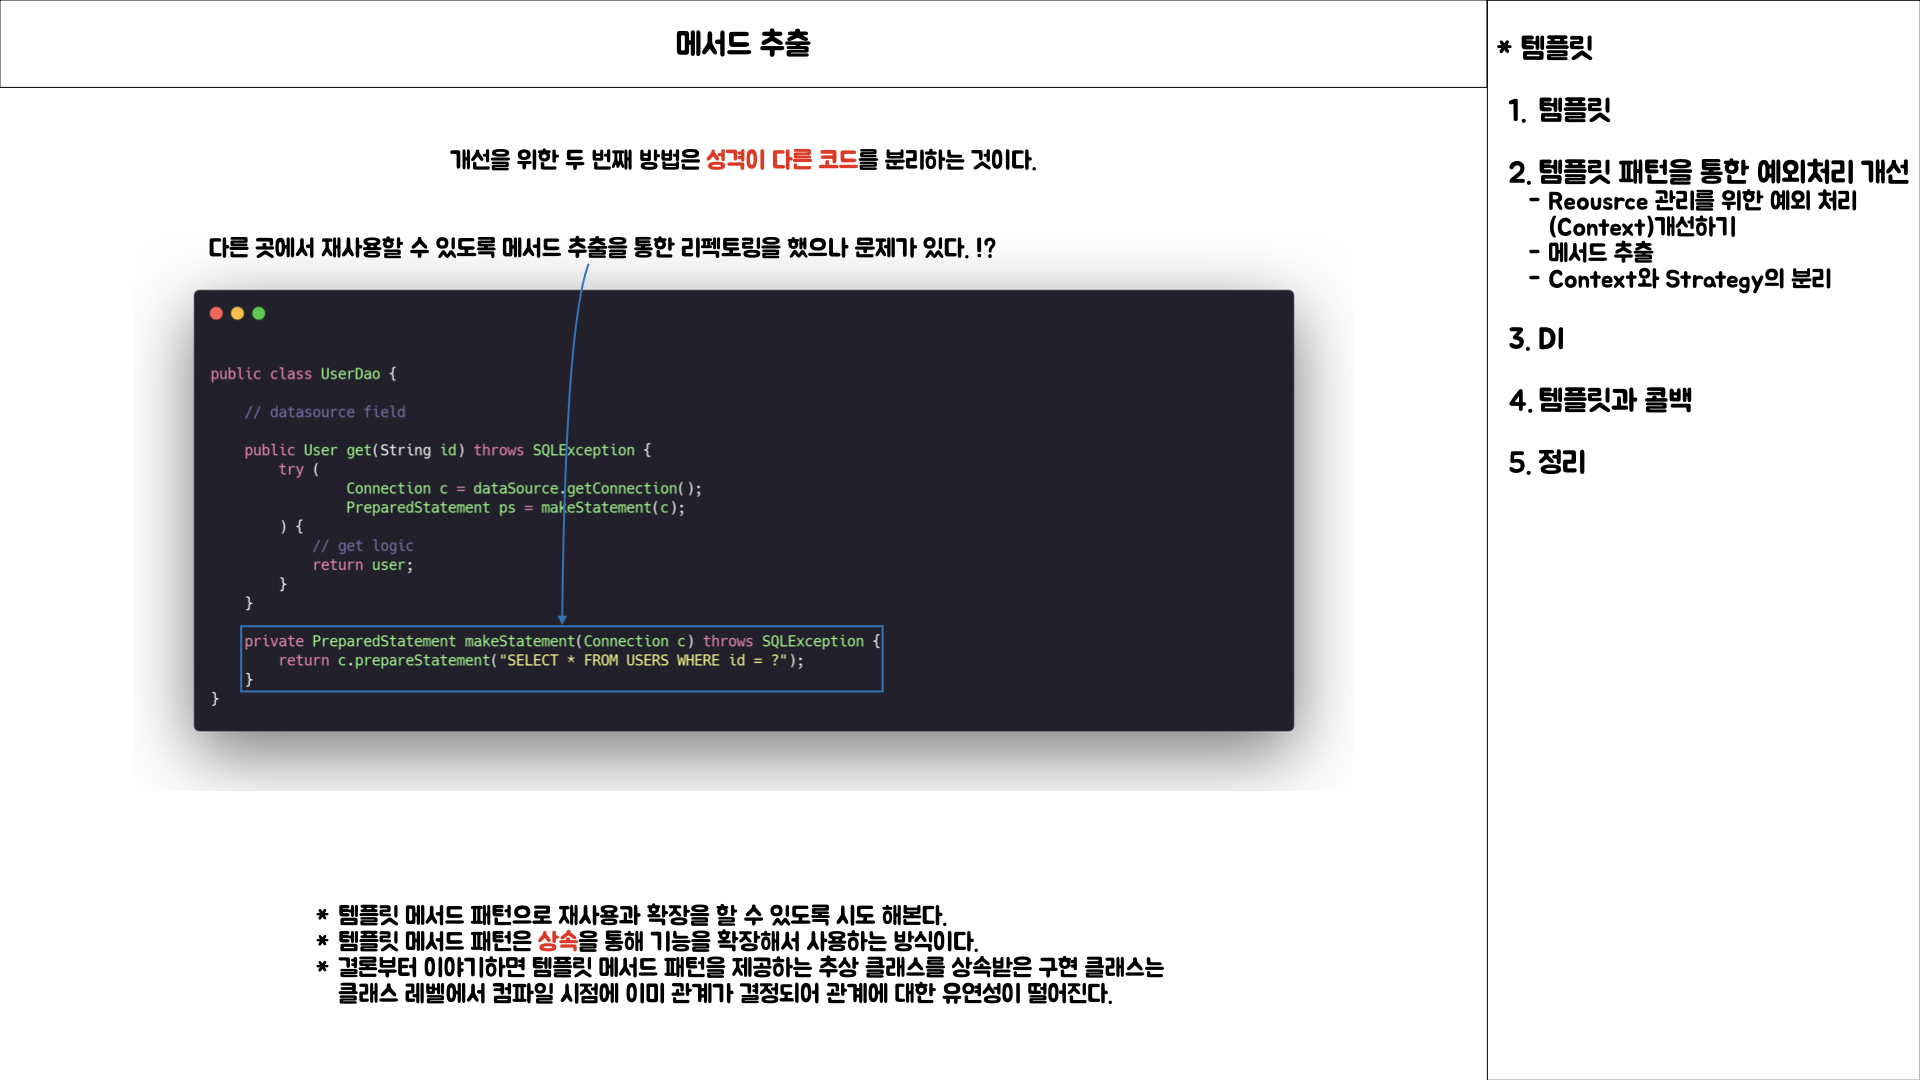 메서드 추출
개선을 위한 두 번째 방법은 성격이 다른 코드를 분리하는 것이다.
다른 곳에서 재사용할 수 있도록 메서드 추출을 통한 리펙토링을 했으나 문제가 있다. !?
public class UserDao {
// datasource field
public User get(String id) throws SQLException {
try (
Connection c = dataSource.getConnection();
PreparedStatement ps = makeStatement(c);
) {
// get logic
return user;
}
}
private PreparedStatement makeStatement(Connection c) throws SQLException {
return c.prepareStatement("SELECT * FROM USERS WHERE id = ?");
}
}
* 템플릿 메서드 패턴으로 재사용과 확장을 할 수 있도록 시도 해본다.
* 템플릿 메서드 패턴은 상속을 통해 기능을 확장해서 사용하는 방식이다.
* 결론부터 이야기하면 템플릿 메서드 패턴을 제공하는 추상 클래스를 상속받은 구현 클래스는
클래스 레벨에서 컴파일 시점에 이미 관계가 결정되어 관계에 대한 유연성이 떨어진다.
* 템플릿
1. 템플릿
2. 템플릿 패턴을 통한 예외처리 개선
- Reousrce 관리를 위한 예외 처리
(Context)개선하기
- 메서드 추출
- Context와 Strategy의 분리
3. DI
4. 템플릿과 콜백
5. 정리